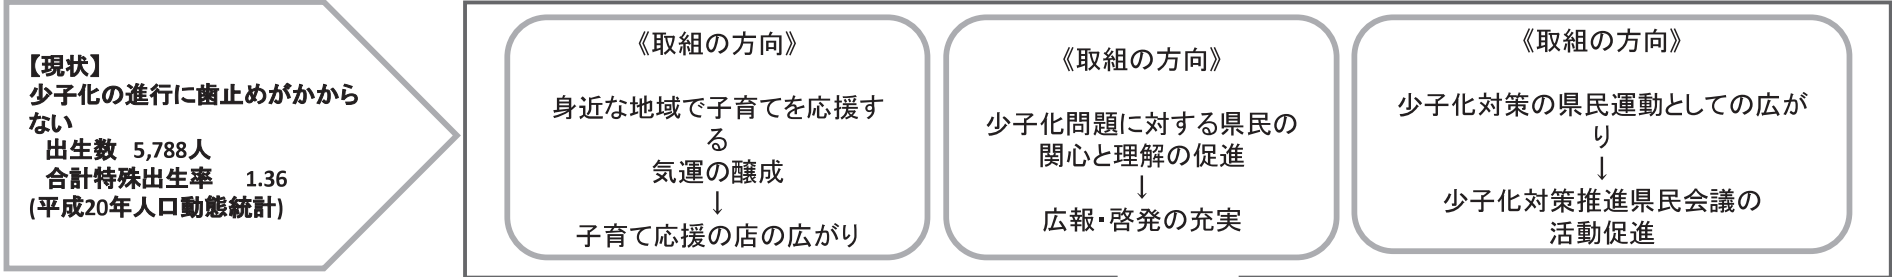 【現状】
少子化の進行に歯止めがかから
ない
出生数 5,788人
合計特殊出生率 1.36
(平成20年人口動態統計)
《取組の方向》
身近な地域で子育てを応援す
る
気運の醸成
↓
子育て応援の店の広がり
《取組の方向》
少子化問題に対する県民の
関心と理解の促進
↓
広報・啓発の充実
《取組の方向》
少子化対策の県民運動としての広が
り
↓
少子化対策推進県民会議の
活動促進